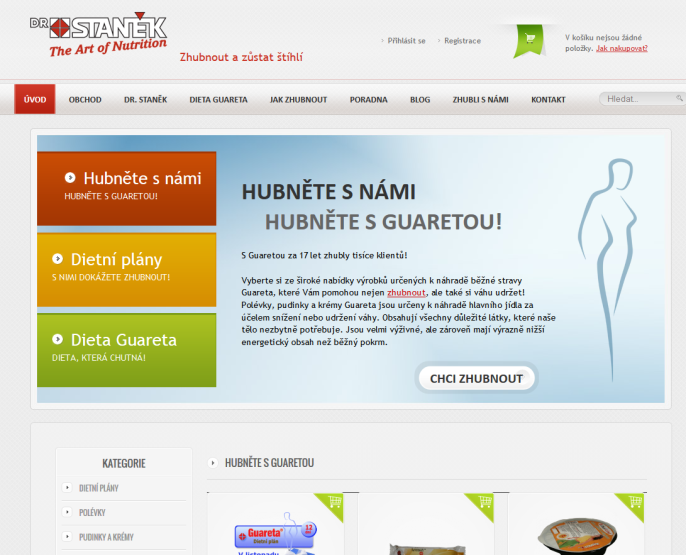 DR. STANĚK
The Art of Nutrition
Zhubnout a zůstat štíhlí
Přihlásit se
Registrace
V košíku nejsou žádné
položky. Jak nakupovat?
ÚVOD
OBCHOD
DR. STANĚK
DIETA GUARETA
JAK ZHUBNOUT
PORADNA
BLOG
ZHUBLI S NÁMI
KONTAKT
Hledat..
Hubněte s námi
HUBNĚTE S GUARETOU!
Dietní plány
S NIMI DOKÁŽETE ZHUBNOUT!
Dieta Guareta
DIETA, KTERÁ CHUTNÁ!
HUBNĚTE S NÁMI
HUBNĚTE S GUARETOU!
S Guaretou za 17 let zhubly tisíce klientů!
Vyberte si ze široké nabídky výrobků určených k náhradě běžné stravy
Guareta, které Vám pomohou nejen zhubnout, ale také si váhu udržet!
Polévky, pudinky a krémy Guareta jsou určeny k náhradě hlavního jídla za
účelem snížení nebo udržení váhy. Obsahují všechny důležité látky, které naše
tělo nezbytně potřebuje. Jsou velmi výživné, ale zároveň mají výrazně nižší
energetický obsah než běžný pokrm.
CHCI ZHUBNOUT
KATEGORIE
DIETNÍ PLÁNY
POLÉVKY
PUDINKY A KRÉMY
HUBNĚTE S GUARETOU
Guareta
Dietní plán
V listopadu